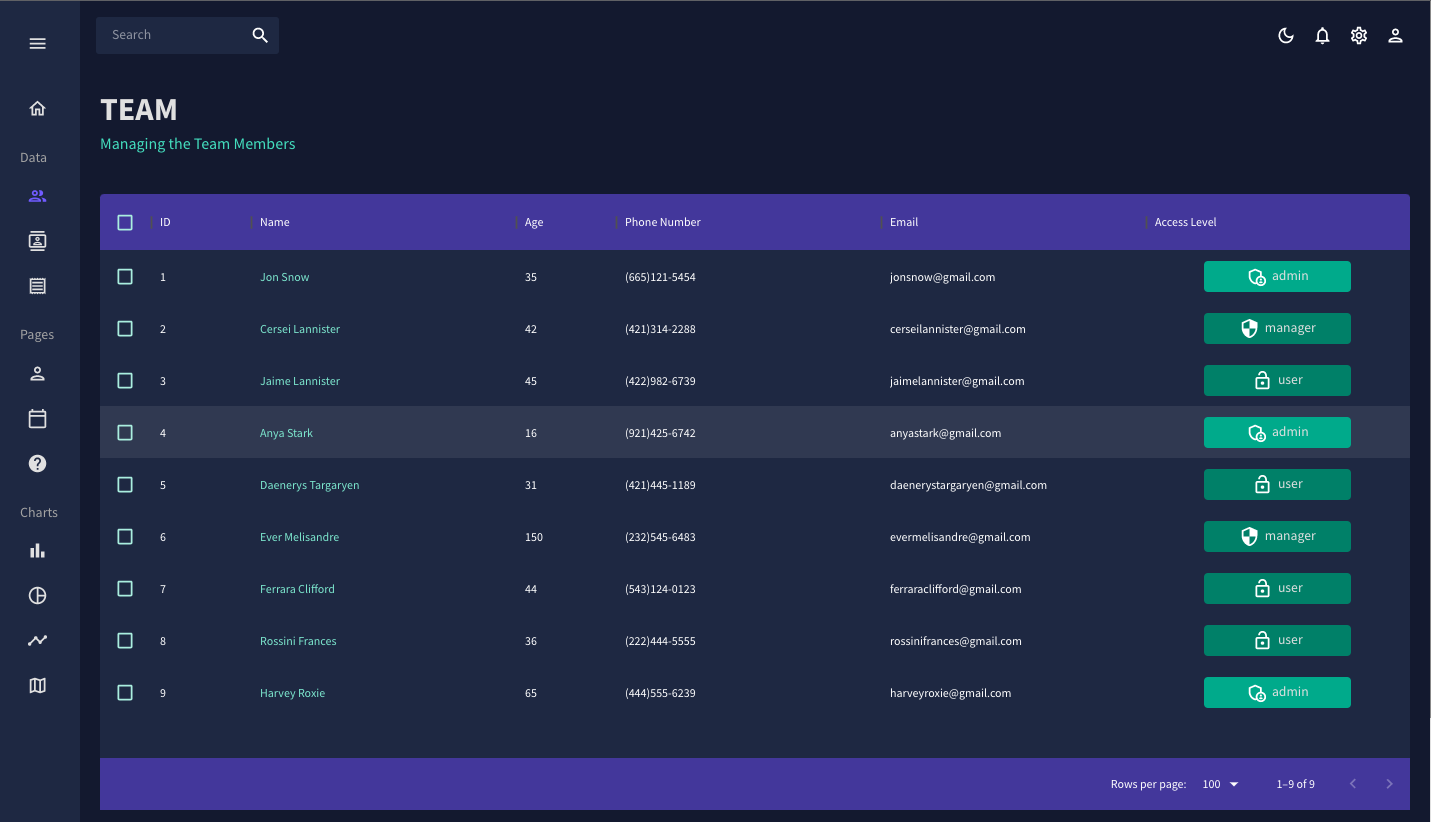 Search
TEAM
Managing the Team Members
Data
Pages
Charts
ID Name Age Phone Number Email Access Level
1 Jon Snow 35 (665)121-5454 jonsnow@gmail.com admin
2 Cersei Lannister 42 (421)314-2288 cerseilannister@gmail.com manager
3 Jaime Lannister 45 (422)982-6739 jaimelannister@gmail.com user
4 Anya Stark 16 (921)425-6742 anyastark@gmail.com admin
5 Daenerys Targaryen 31 (421)445-1189 daenerystargaryen@gmail.com user
6 Ever Melisandre 150 (232)545-6483 evermelisandre@gmail.com manager
7 Ferrara Clifford 44 (543)124-0123 ferraraclifford@gmail.com user
8 Rossini Frances 36 (222)444-5555 rossinifrances@gmail.com user
9 Harvey Roxie 65 (444)555-6239 harveyroxie@gmail.com admin
Rows per page: 100 1–9 of 9